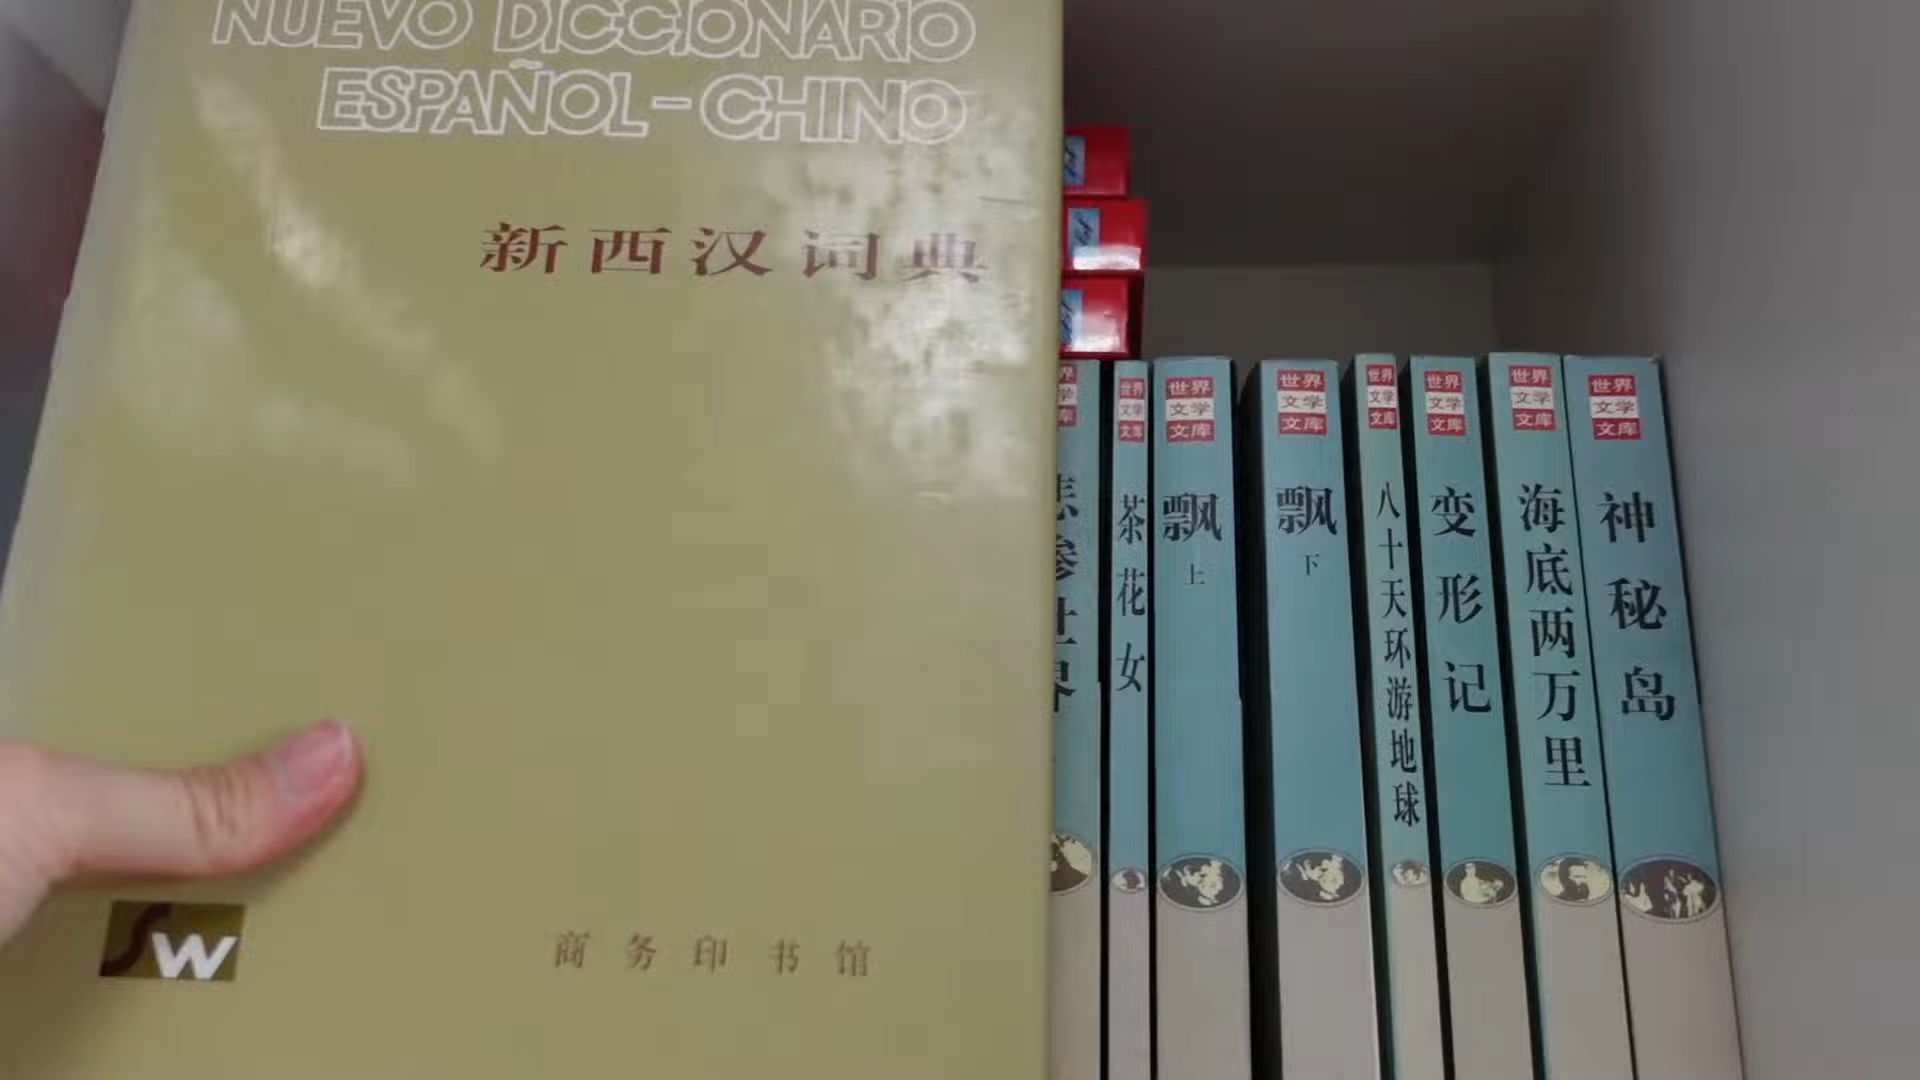 NUEVO DICCIONARIO
ESPAÑOL-CHINO
新西汉词典
SW
商务印书馆
世界
文学
文库
茶花女
世界
文学
文库
飘
上
世界
文学
文库
飘
下
世界
文学
文库
八十天环游地球
世界
文学
文库
变形记
世界
文学
文库
海底两万里
世界
文学
文库
神秘岛